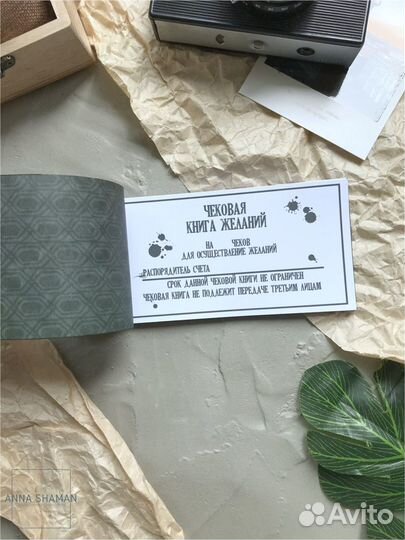 ЧЕКОВАЯ
КНИГА ЖЕЛАНИЙ
НА ЧЕКОВ
ДЛЯ ОСУЩЕСТВЛЕНИЕ ЖЕЛАНИЙ
РАСПОРЯДИТЕЛЬ СЧЕТА
СРОК ДАННОЙ ЧЕКОВОЙ КНИГИ НЕ ОГРАНИЧЕН
ЧЕКОВАЯ КНИГА НЕ ПОДЛЕЖИТ ПЕРЕДАЧЕ ТРЕТЬИМ ЛИЦАМ
ANNA SHAMAN
Avito